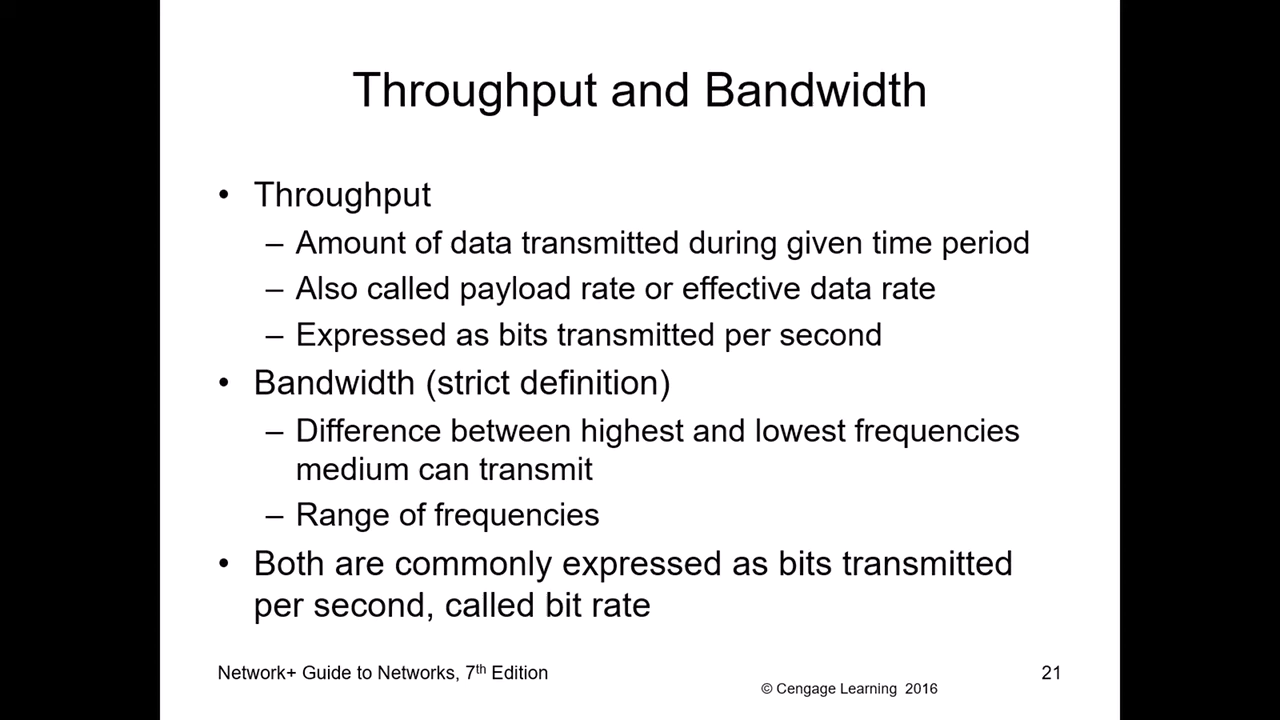 Throughput and Bandwidth
• Throughput
– Amount of data transmitted during given time period
– Also called payload rate or effective data rate
– Expressed as bits transmitted per second
• Bandwidth (strict definition)
– Difference between highest and lowest frequencies
medium can transmit
– Range of frequencies
• Both are commonly expressed as bits transmitted
per second, called bit rate
Network+ Guide to Networks, 7th Edition
© Cengage Learning 2016
21